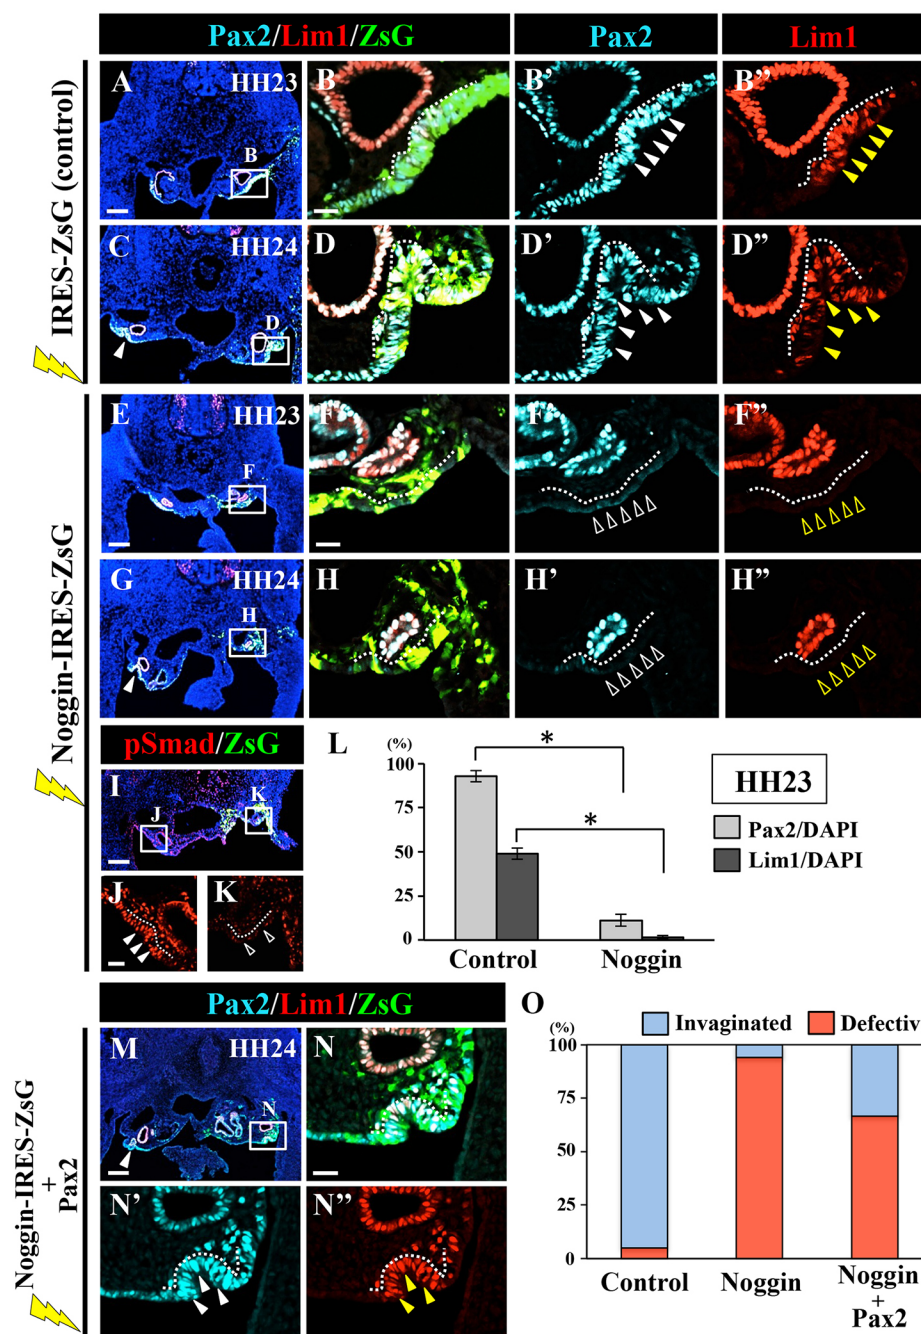 Pax2/Lim1/ZsG
Pax2
Lim1
IRES-ZsG (control)
A
HH23
B
B
B’
B’’
C
HH24
D
D
D’
D’’
Noggin-IRES-ZsG
E
HH23
F
F
F’
F’’
G
HH24
H
H
H’
H’’
pSmad/ZsG
I
J
K
J
K
L
(%)
100
75
50
25
0
*
*
Control
Noggin
HH23
Pax2/DAPI
Lim1/DAPI
Pax2/Lim1/ZsG
Noggin-IRES-ZsG
+
Pax2
M
HH24
N
N
N’
N’’
O
(%)
Invaginated
Defectiv
100
75
50
25
0
Control
Noggin
Noggin
+
Pax2